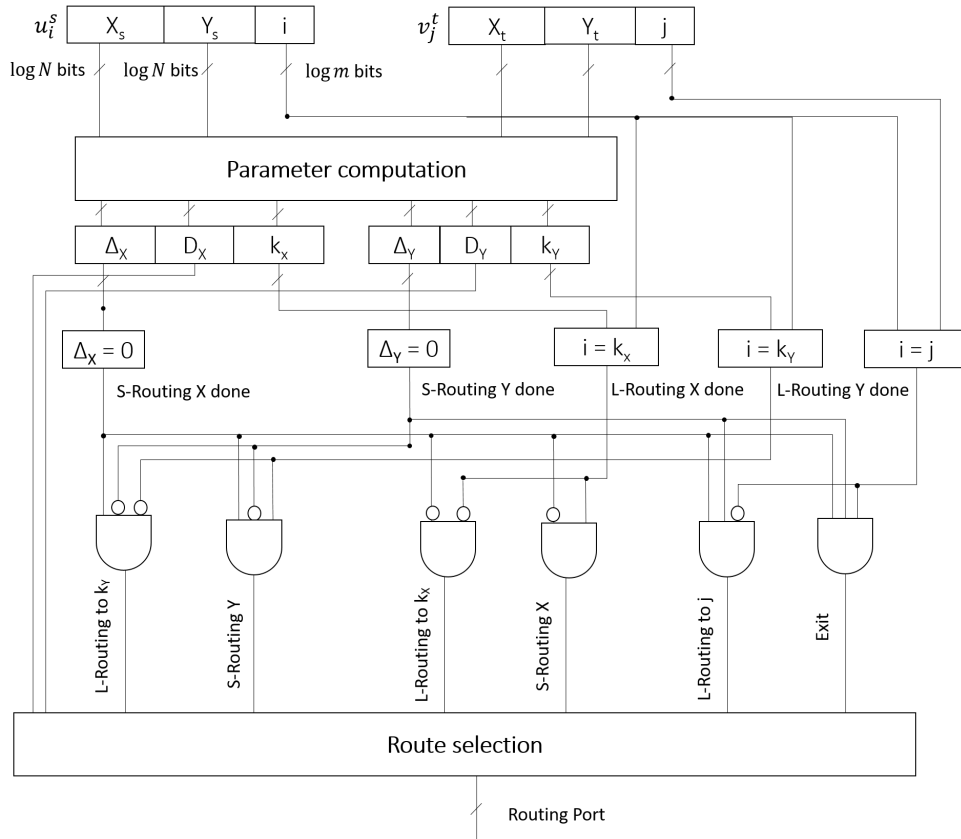 u_i^s X_s Y_s i v_j^t X_t Y_t j
log N bits log N bits log m bits
Parameter computation
Δ_X D_X k_x Δ_Y D_Y k_Y
Δ_X = 0 Δ_Y = 0 i = k_x i = k_Y i = j
S-Routing X done S-Routing Y done L-Routing X done L-Routing Y done
L-Routing to k_Y
S-Routing Y
L-Routing to k_X
S-Routing X
L-Routing to j
Exit
Route selection
Routing Port